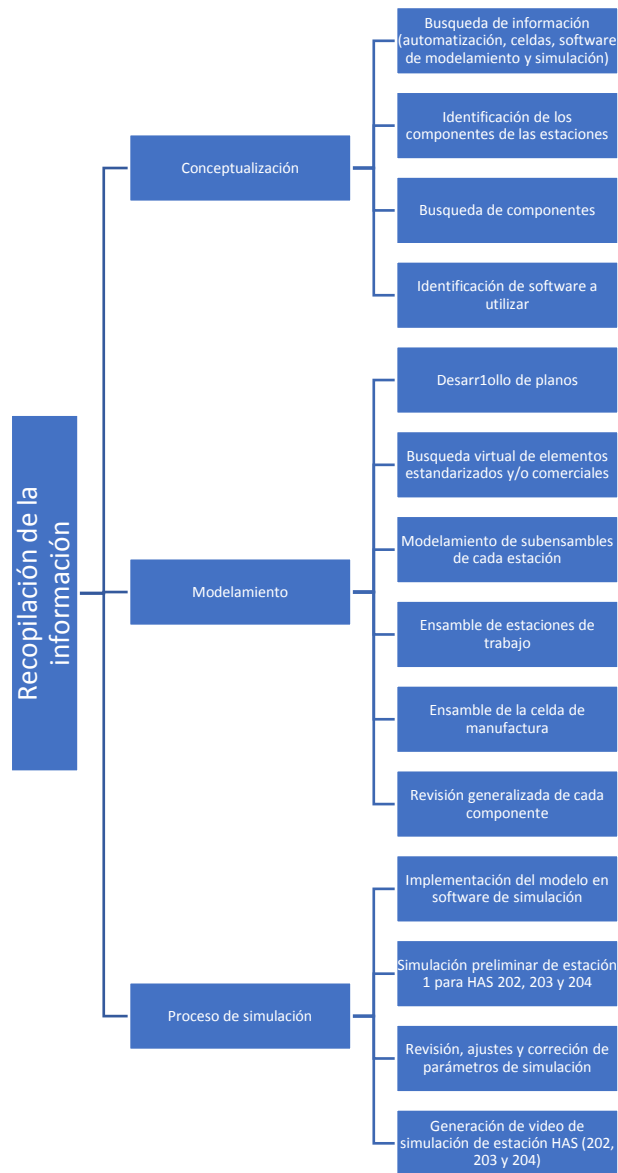 Recopilación de la
información
Conceptualización
Busqueda de información
(automatización, celdas, software
de modelamiento y simulación)
Identificación de los
componentes de las estaciones
Busqueda de componentes
Identificación de software a
utilizar
Modelamiento
Desarr1ollo de planos
Busqueda virtual de elementos
estandarizados y/o comerciales
Modelamiento de subensambles
de cada estación
Ensamble de estaciones de
trabajo
Ensamble de la celda de
manufactura
Revisión generalizada de cada
componente
Proceso de simulación
Implementación del modelo en
software de simulación
Simulación preliminar de estación
1 para HAS 202, 203 y 204
Revisión, ajustes y correción de
parámetros de simulación
Generación de video de
simulación de estación HAS (202,
203 y 204)